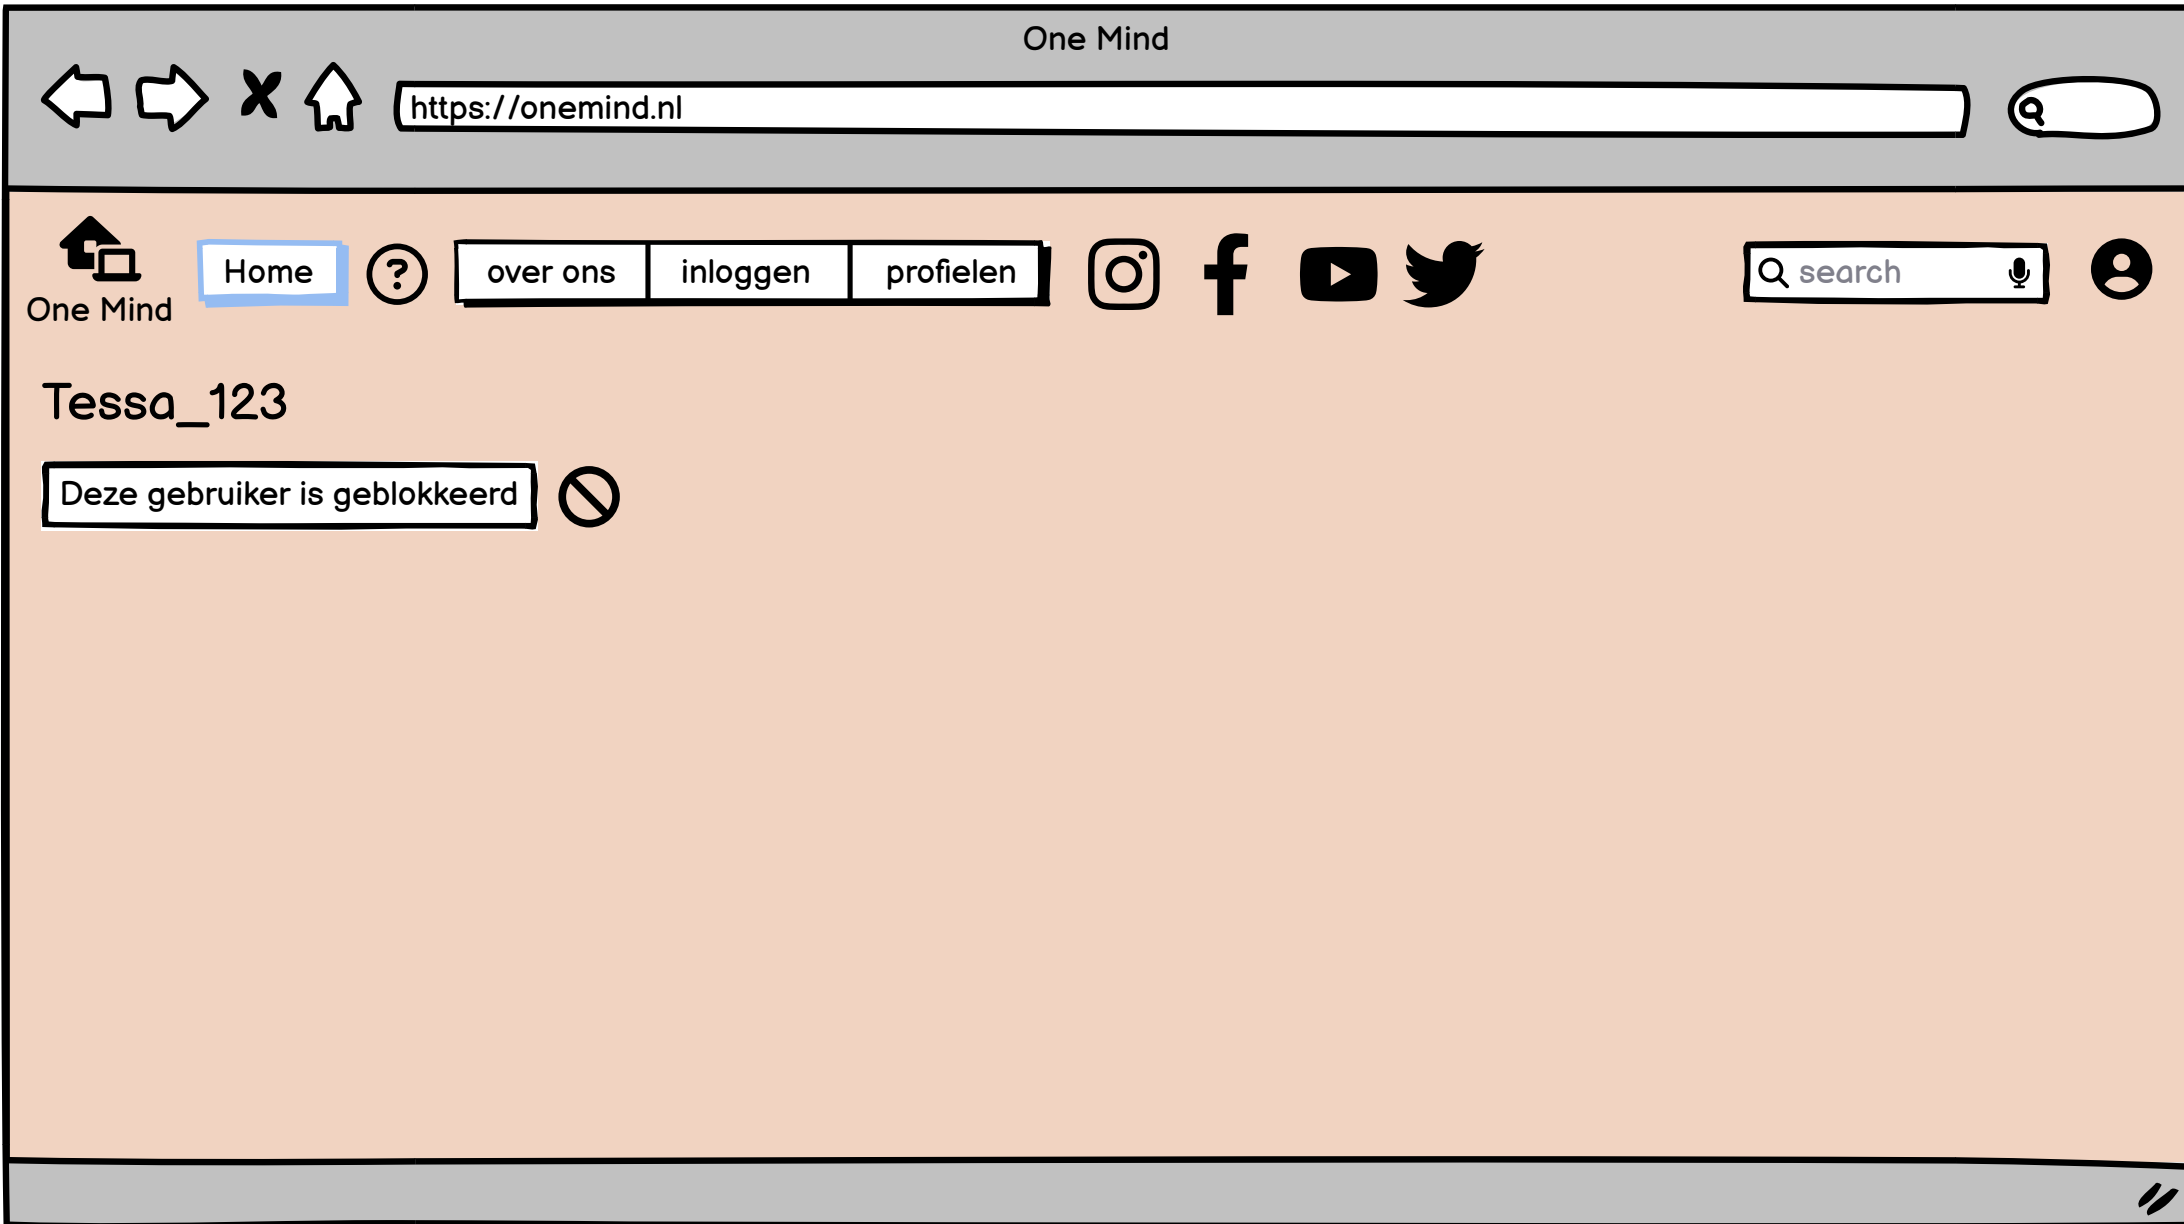 One Mind
https://onemind.nl
Home
?
over ons
inloggen
profielen
search
One Mind
Tessa_123
Deze gebruiker is geblokkeerd